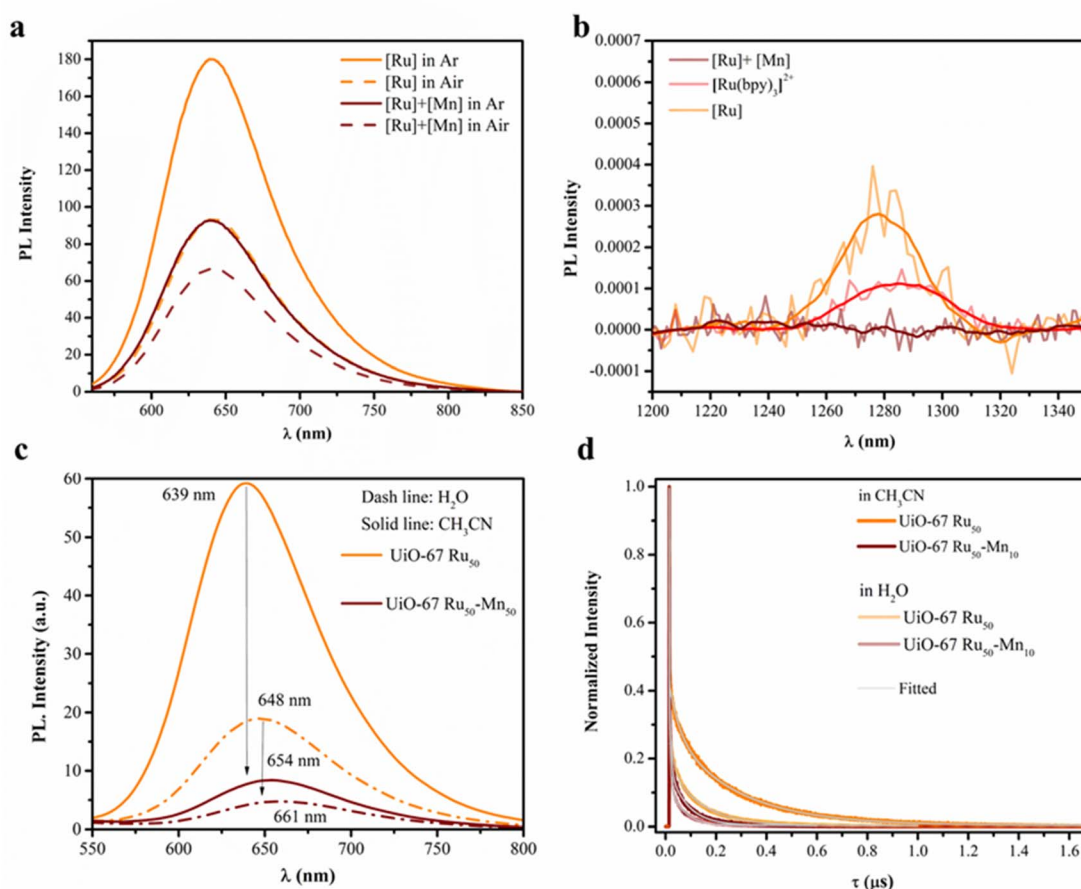 a
180
160
140
120
100
80
60
40
20
0
PL Intensity
600
650
700
750
800
850
λ (nm)
[Ru] in Ar
[Ru] in Air
[Ru]+[Mn] in Ar
[Ru]+[Mn] in Air
b
0.0007
0.0006
0.0005
0.0004
0.0003
0.0002
0.0001
0.0000
-0.0001
PL Intensity
1200
1220
1240
1260
1280
1300
1320
1340
λ (nm)
[Ru]+ [Mn]
[Ru(bpy)₃]²⁺
[Ru]
c
60
50
40
30
20
10
0
PL. Intensity (a.u.)
550
600
650
700
750
800
λ (nm)
639 nm
648 nm
654 nm
661 nm
Dash line: H₂O
Solid line: CH₃CN
UiO-67 Ru₅₀
UiO-67 Ru₅₀-Mn₅₀
d
1.0
0.8
0.6
0.4
0.2
0.0
Normalized Intensity
0.0
0.2
0.4
0.6
0.8
1.0
1.2
1.4
1.6
τ (μs)
in CH₃CN
UiO-67 Ru₅₀
UiO-67 Ru₅₀-Mn₁₀
in H₂O
UiO-67 Ru₅₀
UiO-67 Ru₅₀-Mn₁₀
Fitted